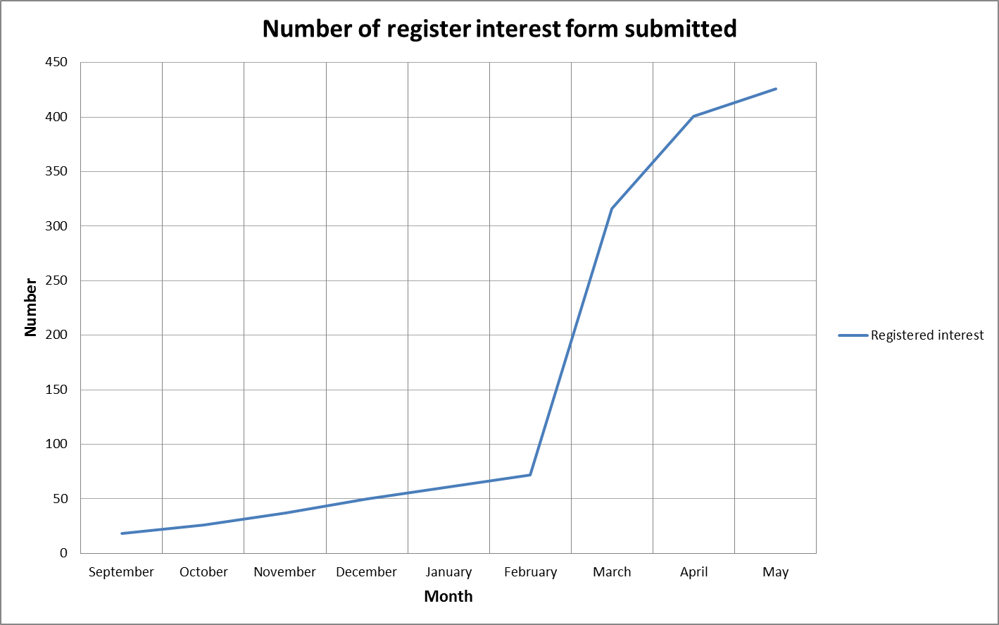 Number of register interest form submitted
450
400
350
300
250
200
150
100
50
0
Number
September October November December January February March April May
Month
Registered interest